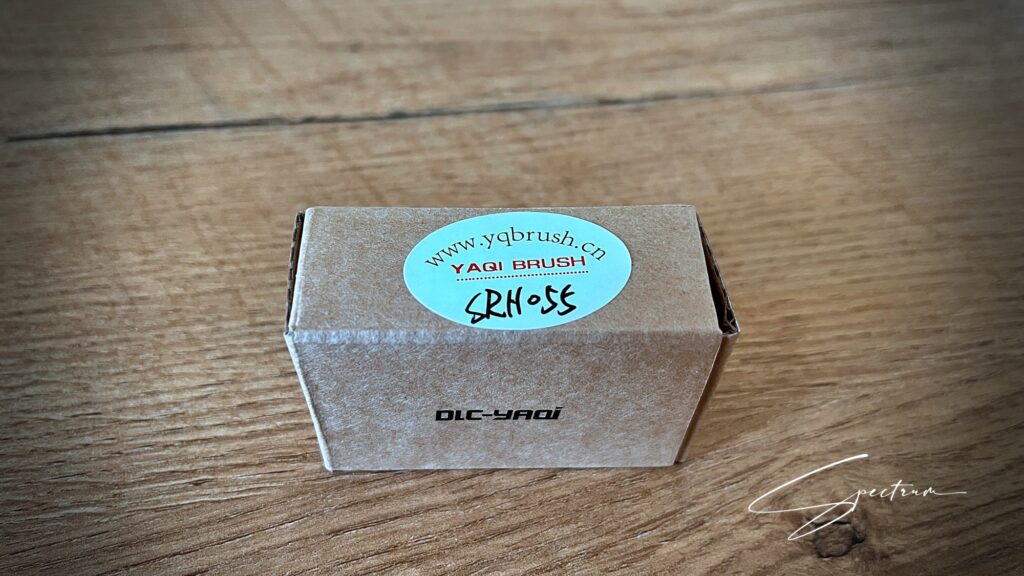 www.yqbrush.cn
YAQI BRUSH
SRH055
DLC-YAQI
Spectrum